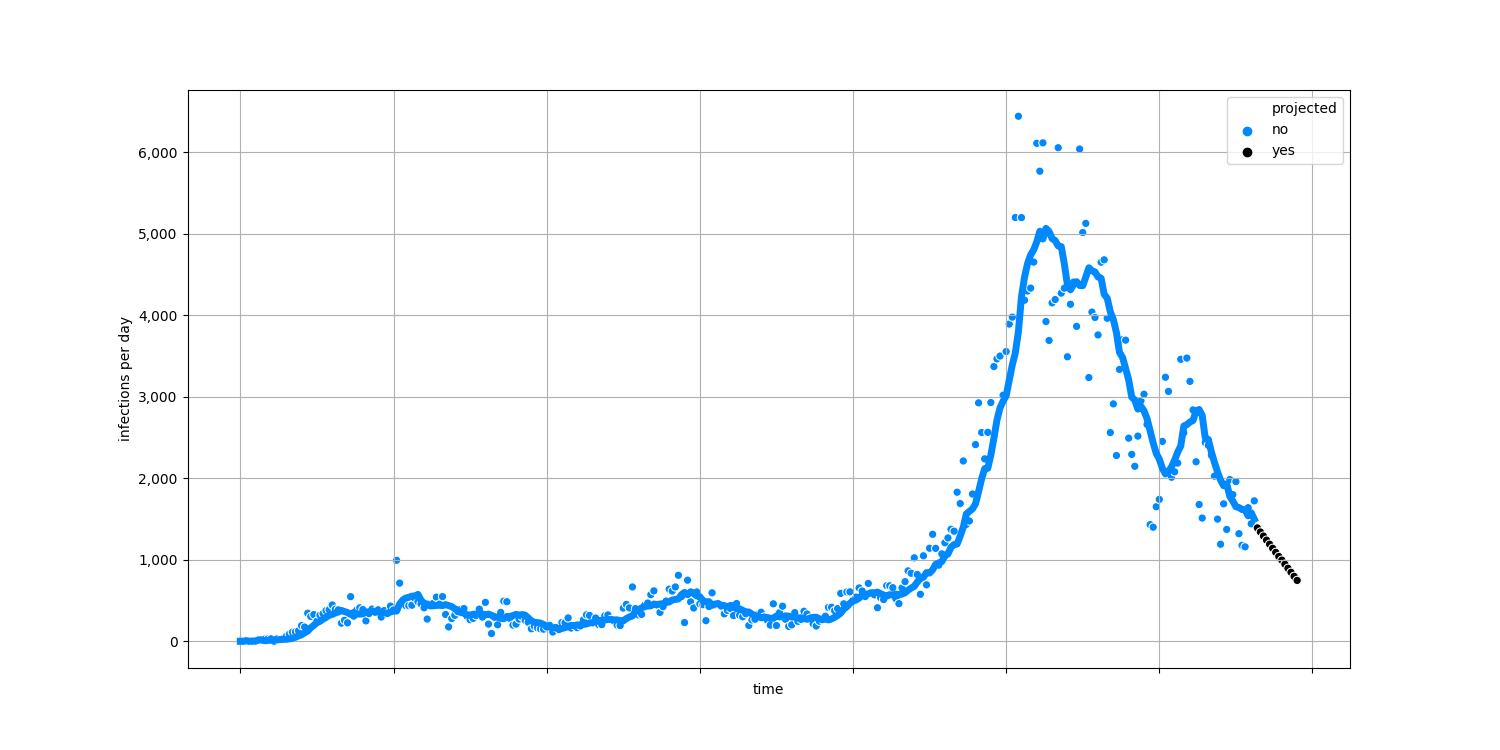 projected
no
yes
6,000
5,000
4,000
3,000
2,000
1,000
0
infections per day
time